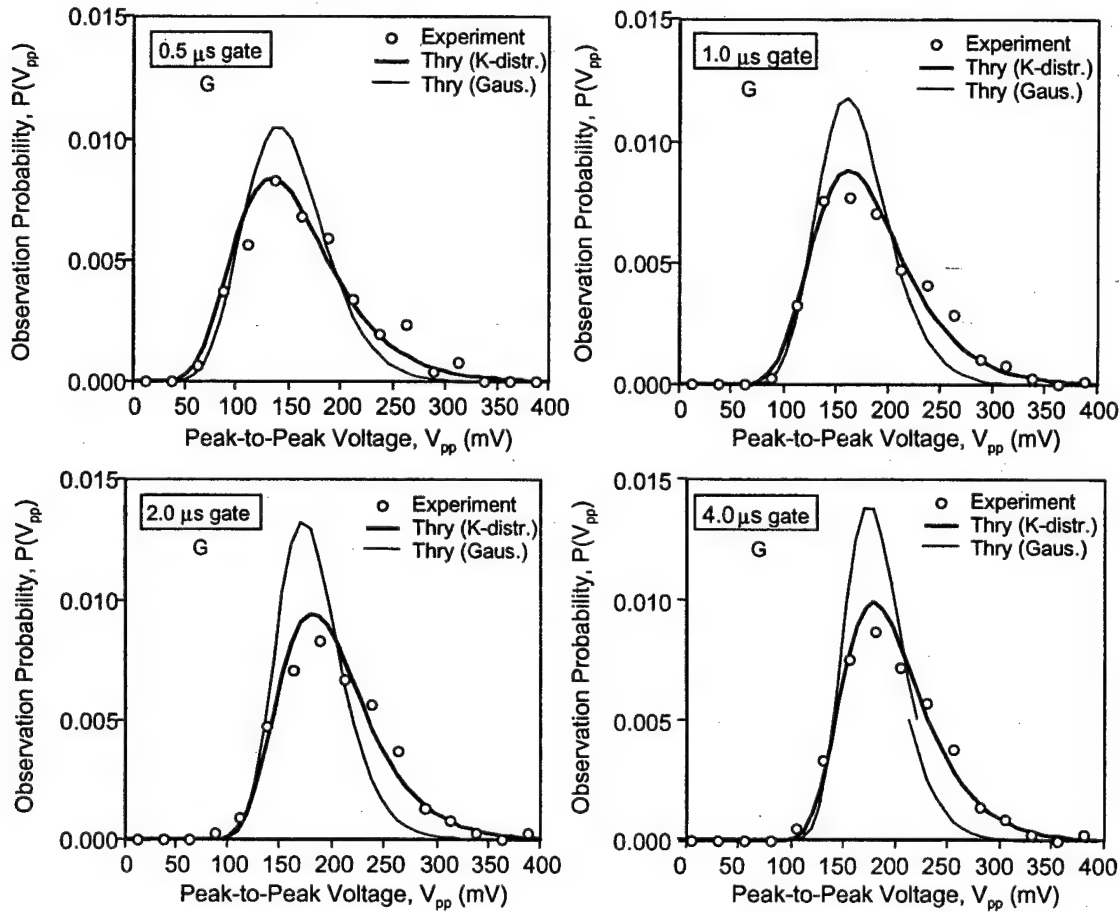 0.015
0.5 μs gate
G
Experiment
Thry (K-distr.)
Thry (Gaus.)
0.010
0.005
0.000
Observation Probability, P(Vpp)
0 50 100 150 200 250 300 350 400
Peak-to-Peak Voltage, Vpp (mV)
0.015
1.0 μs gate
G
Experiment
Thry (K-distr.)
Thry (Gaus.)
0.010
0.005
0.000
Observation Probability, P(Vpp)
0 50 100 150 200 250 300 350 400
Peak-to-Peak Voltage, Vpp (mV)
0.015
2.0 μs gate
G
Experiment
Thry (K-distr.)
Thry (Gaus.)
0.010
0.005
0.000
Observation Probability, P(Vpp)
0 50 100 150 200 250 300 350 400
Peak-to-Peak Voltage, Vpp (mV)
0.015
4.0 μs gate
G
Experiment
Thry (K-distr.)
Thry (Gaus.)
0.010
0.005
0.000
Observation Probability, P(Vpp)
0 50 100 150 200 250 300 350 400
Peak-to-Peak Voltage, Vpp (mV)